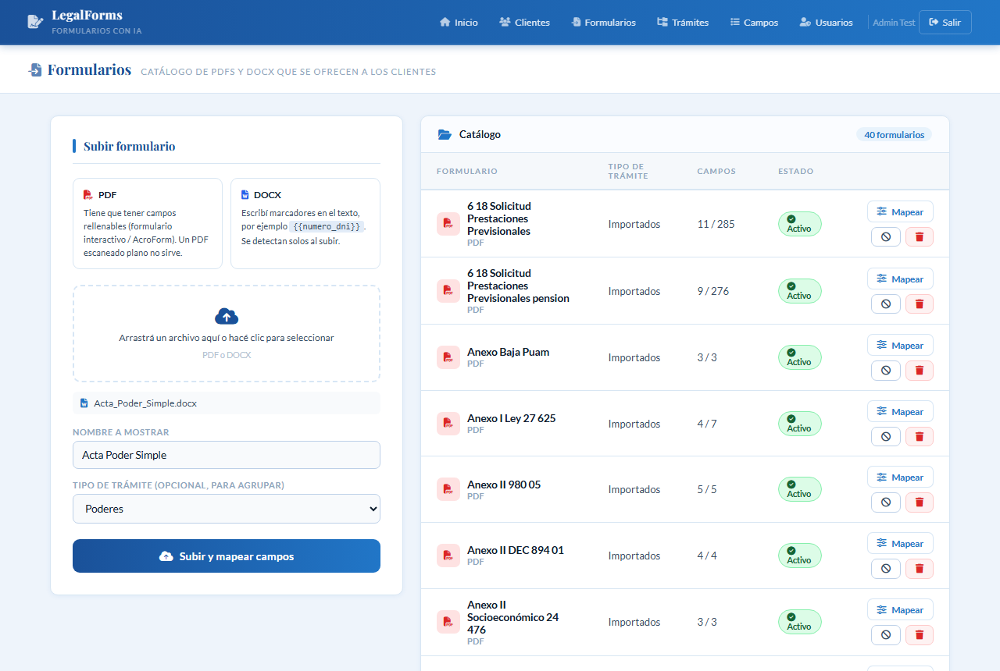 LegalForms
FORMULARIOS CON IA
Inicio
Clientes
Formularios
Trámites
Campos
Usuarios
Admin Test
Salir
Formularios
CATÁLOGO DE PDFS Y DOCX QUE SE OFRECEN A LOS CLIENTES
Subir formulario
PDF
Tiene que tener campos
rellenables (formulario
interactivo / AcroForm). Un PDF
escaneado plano no sirve.
DOCX
Escribí marcadores en el texto,
por ejemplo {{numero_dni}}.
Se detectan solos al subir.
Arrastrá un archivo aquí o hacé clic para seleccionar
PDF o DOCX
Acta_Poder_Simple.docx
NOMBRE A MOSTRAR
Acta Poder Simple
TIPO DE TRÁMITE (OPCIONAL, PARA AGRUPAR)
Poderes
Subir y mapear campos
Catálogo
40 formularios
FORMULARIO
TIPO DE
TRÁMITE
CAMPOS
ESTADO
6 18 Solicitud
Prestaciones
Previsionales
PDF
Importados
11 / 285
Activo
Mapear
6 18 Solicitud
Prestaciones
Previsionales pension
PDF
Importados
9 / 276
Activo
Mapear
Anexo Baja Puam
PDF
Importados
3 / 3
Activo
Mapear
Anexo I Ley 27 625
PDF
Importados
4 / 7
Activo
Mapear
Anexo II 980 05
PDF
Importados
5 / 5
Activo
Mapear
Anexo II DEC 894 01
PDF
Importados
4 / 4
Activo
Mapear
Anexo II
Socioeconómico 24
476
PDF
Importados
3 / 3
Activo
Mapear